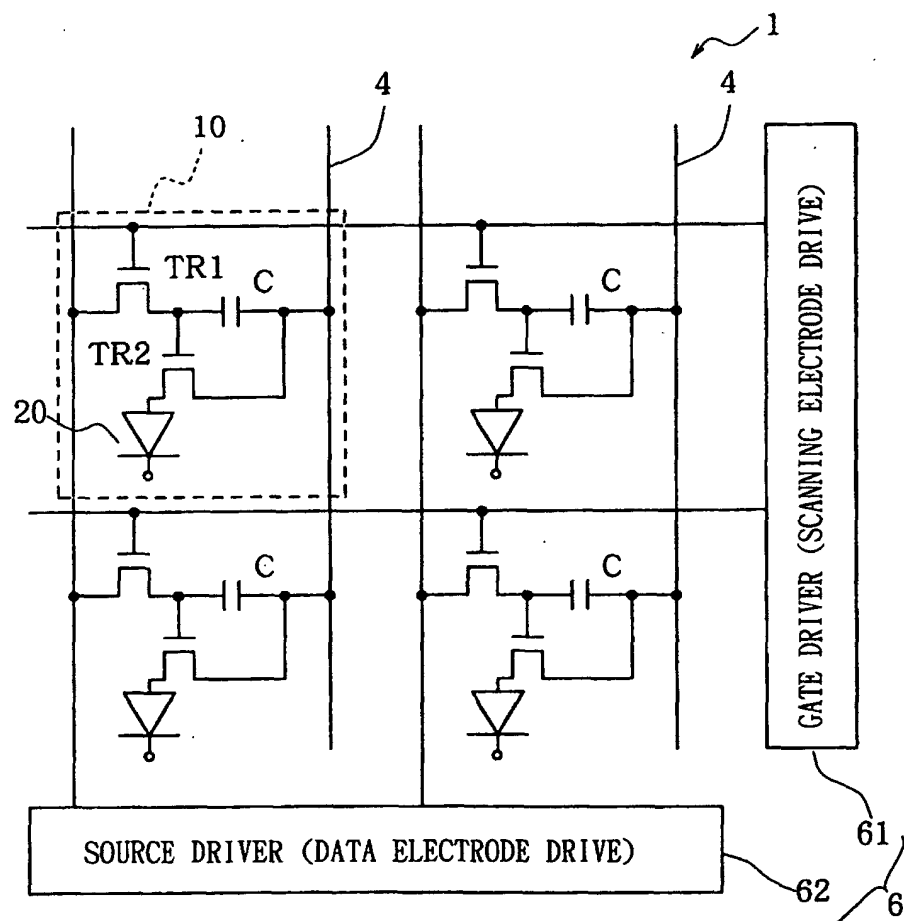 1
4
4
10
TR1
C
C
TR2
20
C
C
GATE DRIVER (SCANNING ELECTRODE DRIVE)
SOURCE DRIVER (DATA ELECTRODE DRIVE)
61
62
6